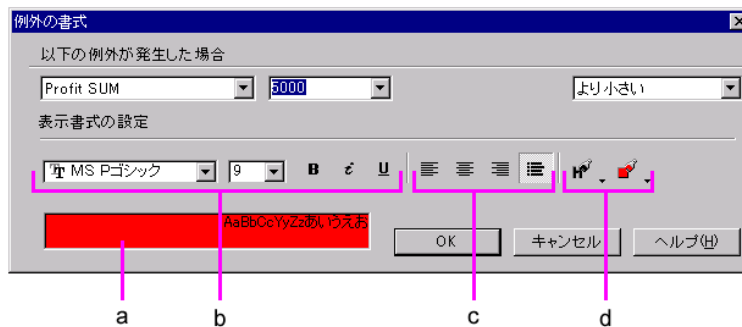 例外の書式
以下の例外が発生した場合
Profit SUM 5000 より小さい
表示書式の設定
MS Pゴシック 9 B i U
AaBbCcYyZzあいうえお
OK キャンセル ヘルプ(H)
a b c d